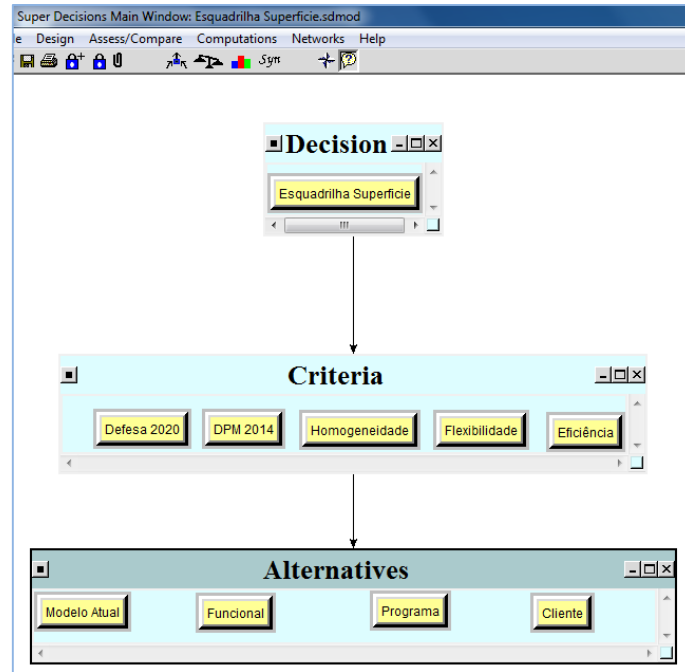 Super Decisions Main Window: Esquadrilha Superficie.sdmod
le Design Assess/Compare Computations Networks Help
Syn
Decision
Esquadrilha Superficie
Criteria
Defesa 2020 DPM 2014 Homogeneidade Flexibilidade Eficiência
Alternatives
Modelo Atual Funcional Programa Cliente